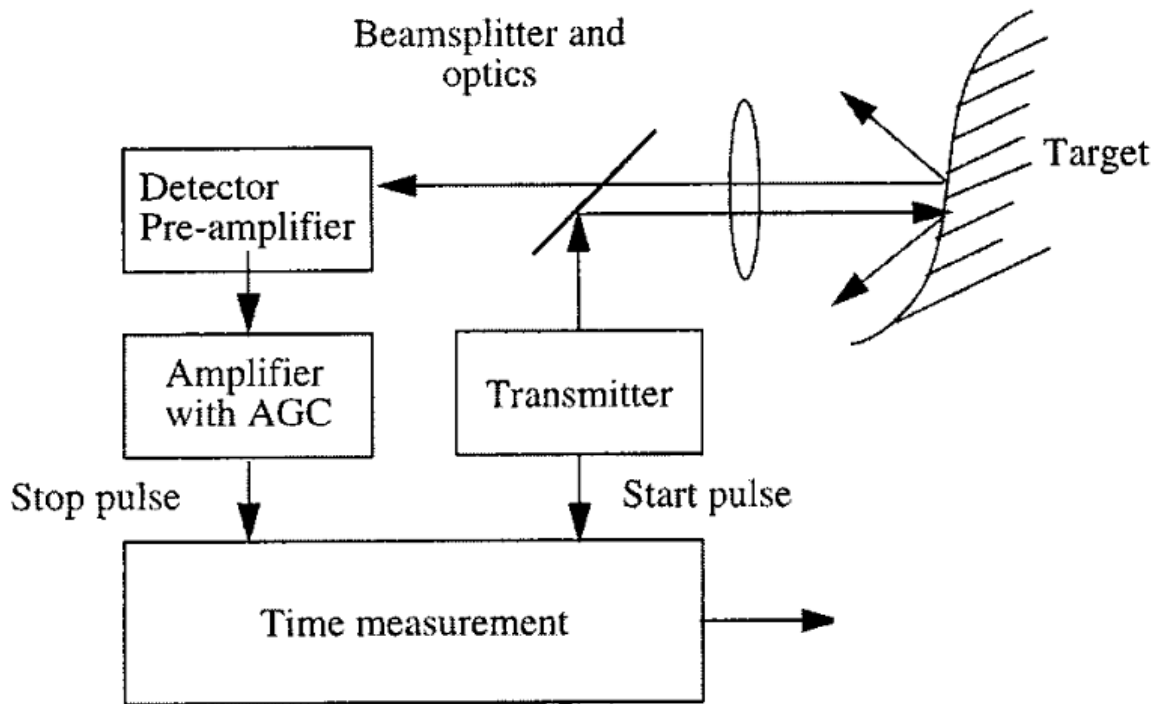 Beamsplitter and
optics
Target
Detector
Pre-amplifier
Amplifier
with AGC
Transmitter
Stop pulse
Start pulse
Time measurement